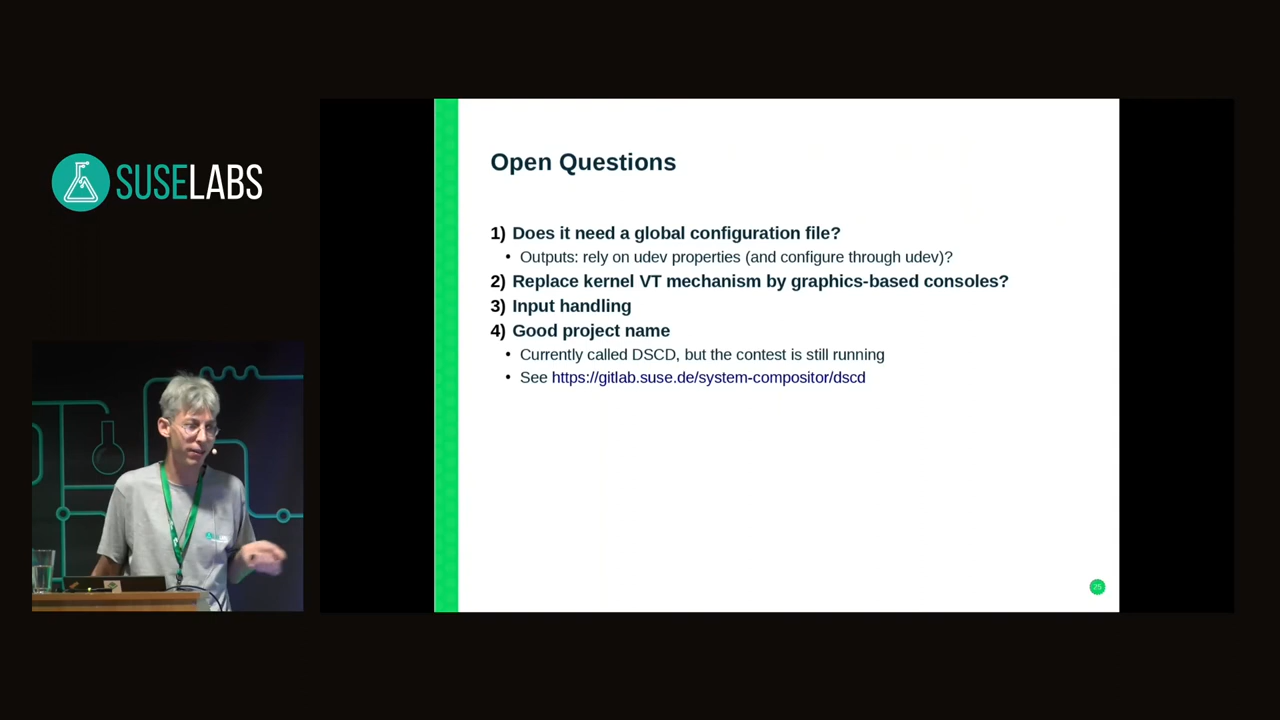 SUSELABS
Open Questions
1) Does it need a global configuration file?
• Outputs: rely on udev properties (and configure through udev)?
2) Replace kernel VT mechanism by graphics-based consoles?
3) Input handling
4) Good project name
• Currently called DSCD, but the contest is still running
• See https://gitlab.suse.de/system-compositor/dscd
25